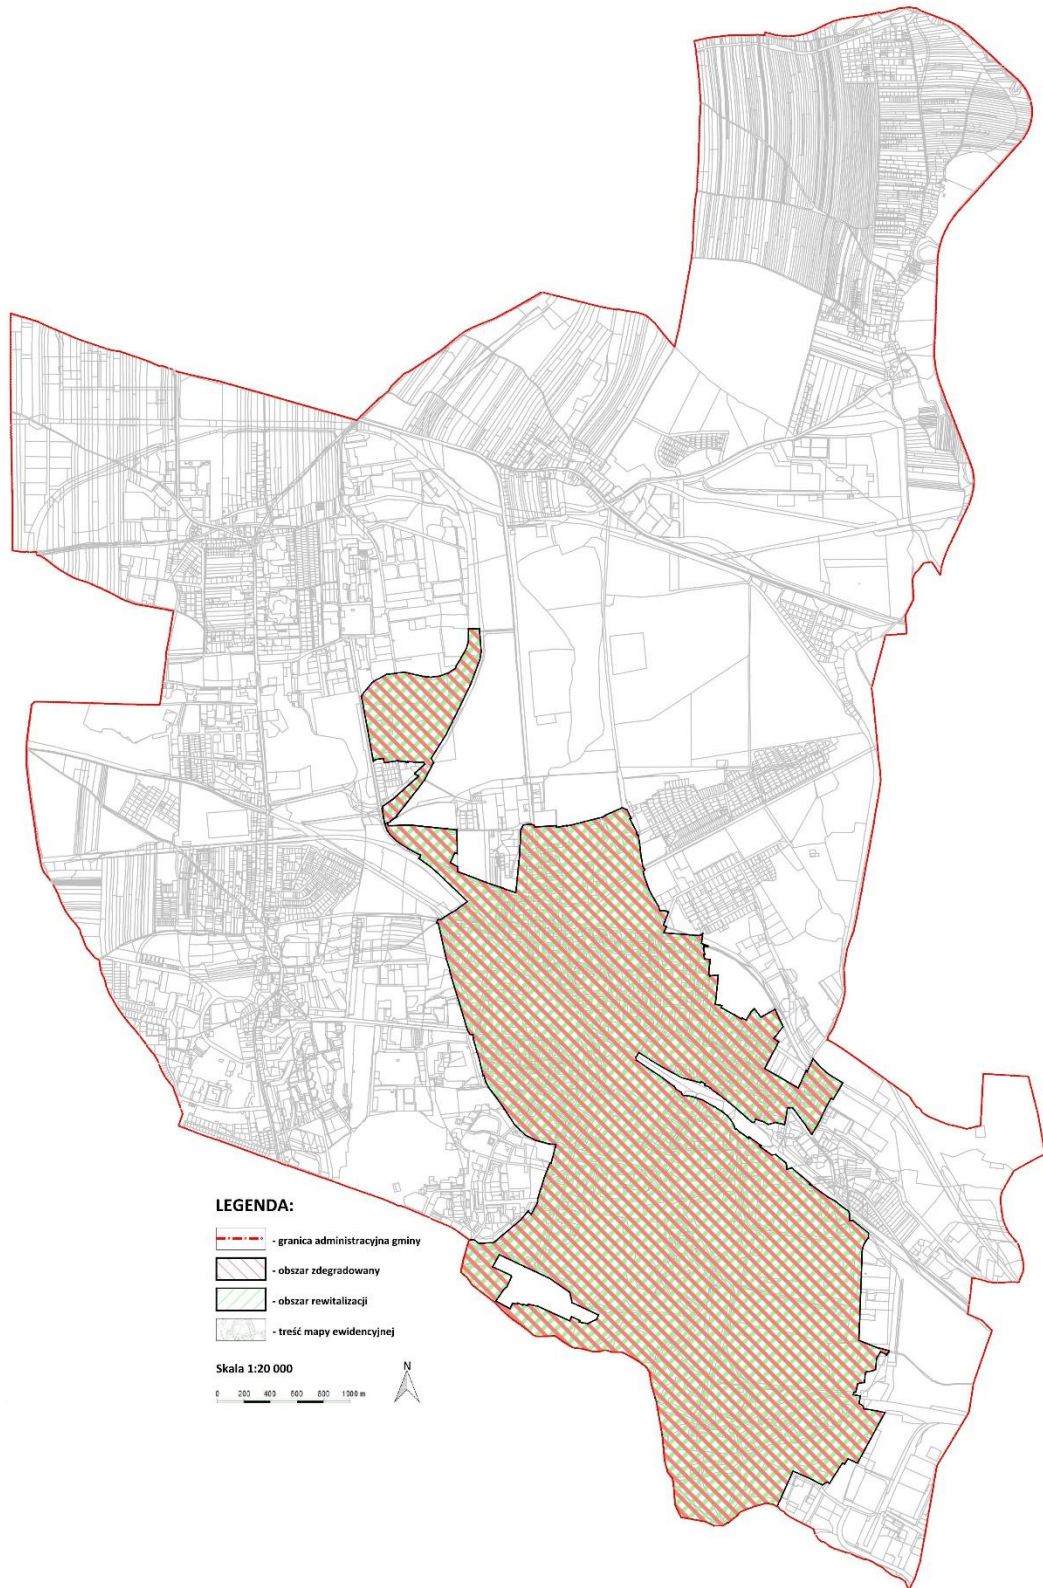 LEGENDA:
- granica administracyjna gminy
- obszar zdegradowany
- obszar rewitalizacji
- treść mapy ewidencyjnej
Skala 1:20 000
N
0 200 400 600 800 1000 m